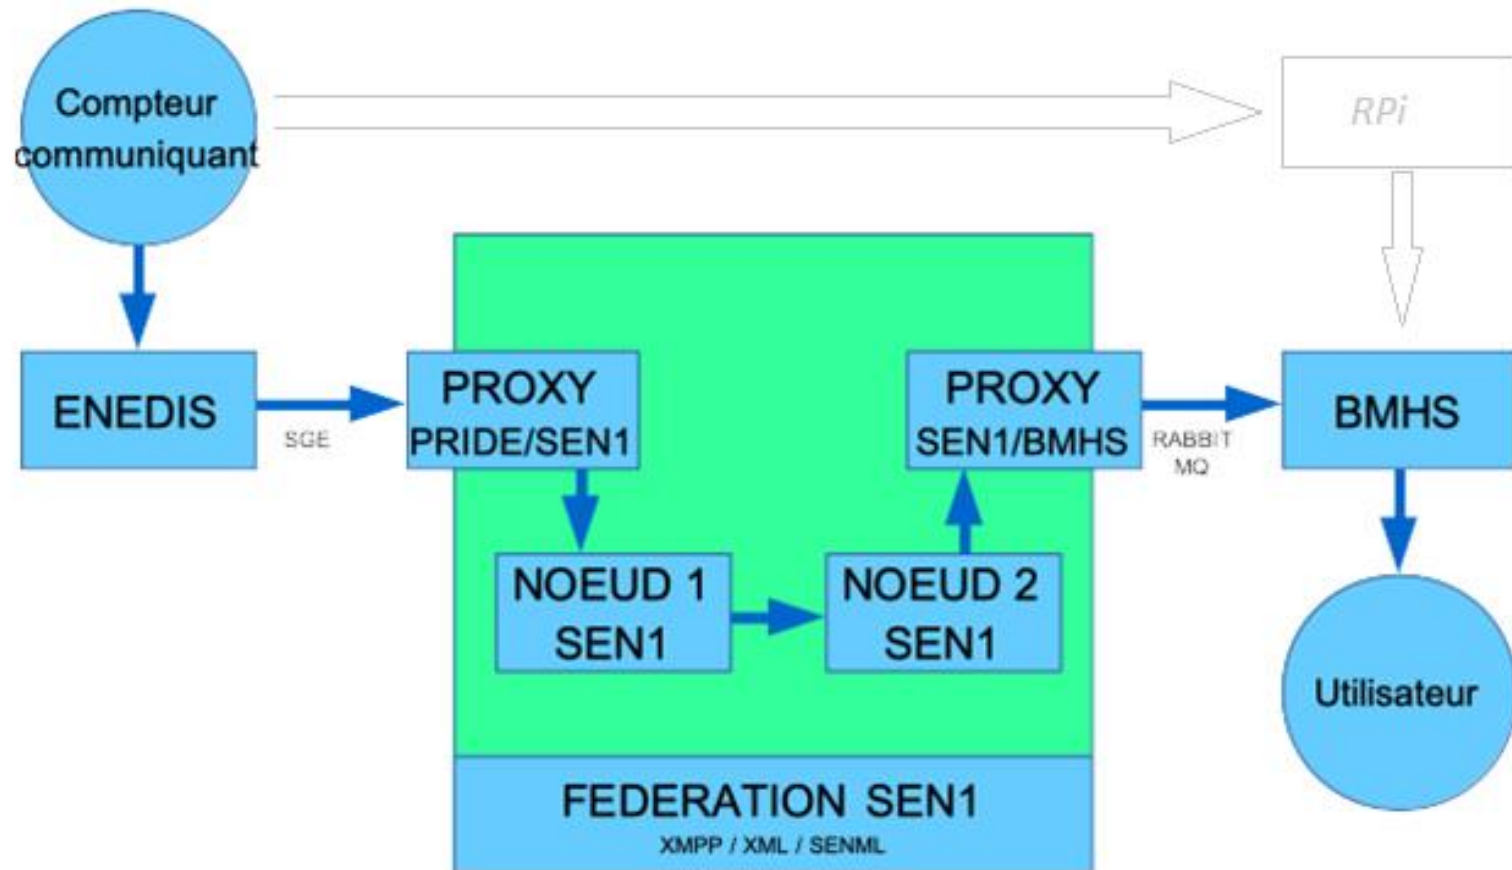 Compteur
communiquant
RPi
ENEDIS
SGE
PROXY
PRIDE/SEN1
PROXY
SEN1/BMHS
RABBIT
MQ
BMHS
NOEUD 1
SEN1
NOEUD 2
SEN1
Utilisateur
FEDERATION SEN1
XMPP / XML / SENML